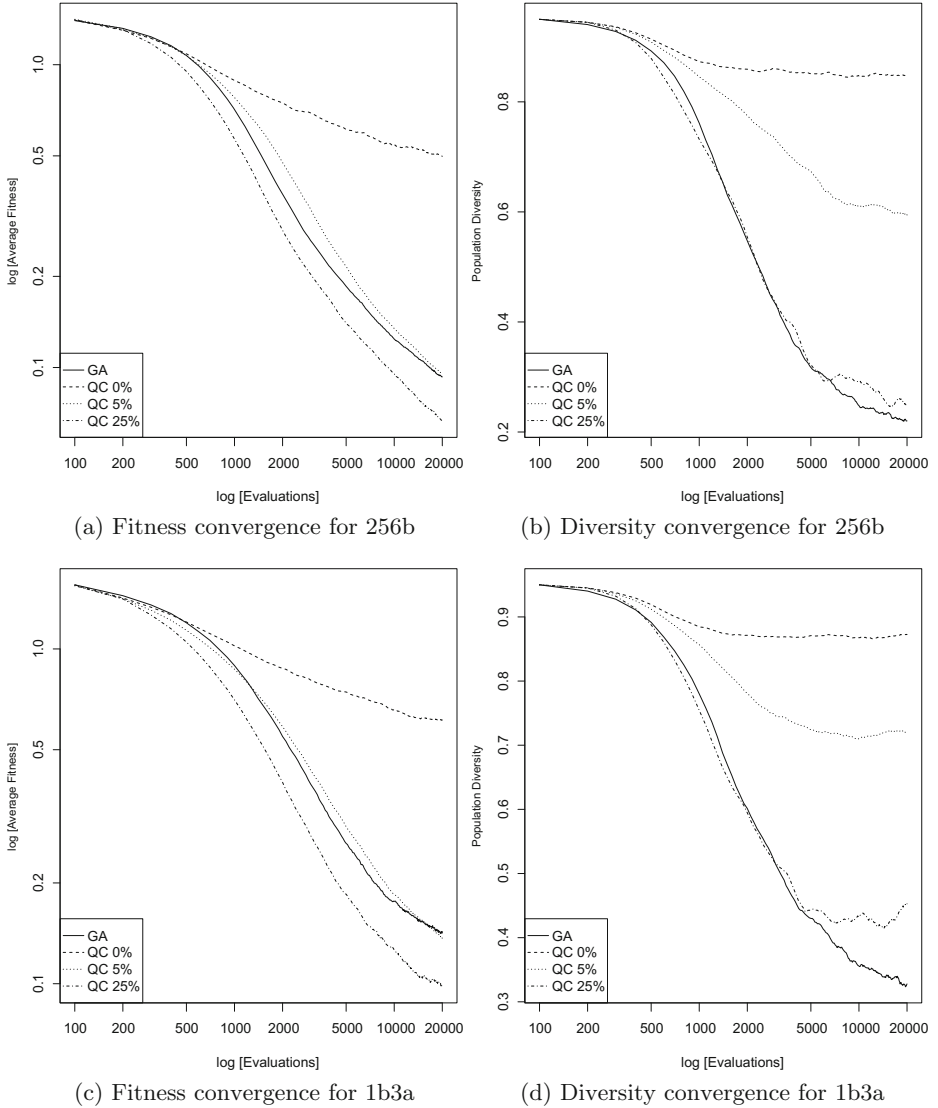 log [Average Fitness]
1.0
0.5
0.2
0.1
GA
QC 0%
QC 5%
QC 25%
100 200 500 1000 2000 5000 10000 20000
log [Evaluations]
(a) Fitness convergence for 256b
Population Diversity
0.8
0.6
0.4
0.2
GA
QC 0%
QC 5%
QC 25%
100 200 500 1000 2000 5000 10000 20000
log [Evaluations]
(b) Diversity convergence for 256b
log [Average Fitness]
1.0
0.5
0.2
0.1
GA
QC 0%
QC 5%
QC 25%
100 200 500 1000 2000 5000 10000 20000
log [Evaluations]
(c) Fitness convergence for 1b3a
Population Diversity
0.9
0.8
0.7
0.6
0.5
0.4
0.3
GA
QC 0%
QC 5%
QC 25%
100 200 500 1000 2000 5000 10000 20000
log [Evaluations]
(d) Diversity convergence for 1b3a